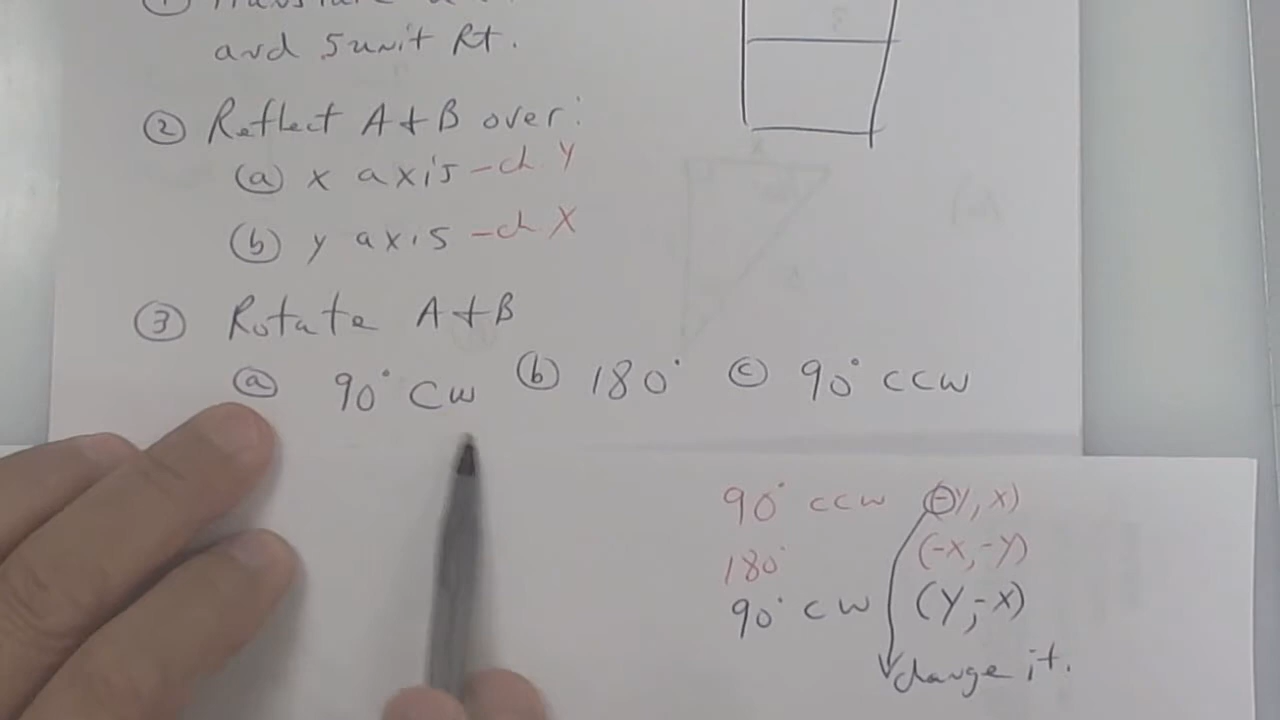 ①
and 5 unit Rt.
② Reflect A + B over:
ⓐ x axis - ch. Y
ⓑ y axis - ch. X
③ Rotate A + B
ⓐ 90° CW ⓑ 180° ⓒ 90° CCW
90° CCW (-Y, X)
180° (-X, -Y)
90° CW (Y, -X)
change it.